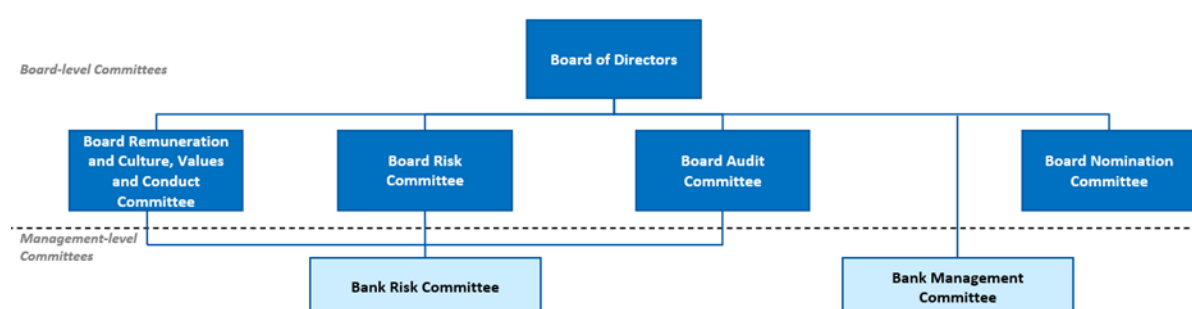 Board of Directors
Board-level Committees
Board Remuneration
and Culture, Values
and Conduct
Committee
Board Risk
Committee
Board Audit
Committee
Board Nomination
Committee
Management-level
Committees
Bank Risk Committee
Bank Management
Committee